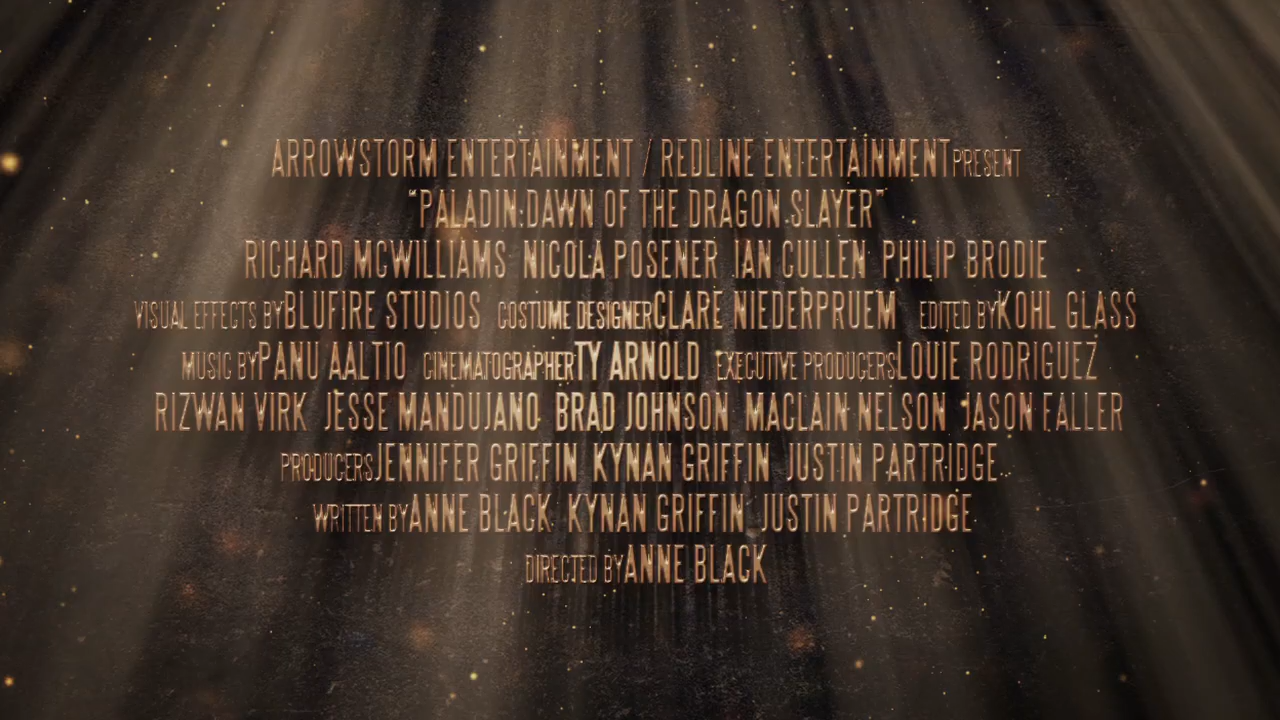 ARROWSTORM ENTERTAINMENT / REDLINE ENTERTAINMENT PRESENT
"PALADIN:DAWN OF THE DRAGON SLAYER"
RICHARD MCWILLIAMS NICOLA POSENER IAN CULLEN PHILIP BRODIE
VISUAL EFFECTS BY BLUFIRE STUDIOS COSTUME DESIGNER CLARE NIEDERPRUEM EDITED BY KOHL GLASS
MUSIC BY PANU AALTIO CINEMATOGRAPHER TY ARNOLD EXECUTIVE PRODUCERS LOUIE RODRIGUEZ
RIZWAN VIRK JESSE MANDUJANO BRAD JOHNSON MACLAIN NELSON JASON FALLER
PRODUCERS JENNIFER GRIFFIN KYNAN GRIFFIN JUSTIN PARTRIDGE
WRITTEN BY ANNE BLACK KYNAN GRIFFIN JUSTIN PARTRIDGE
DIRECTED BY ANNE BLACK